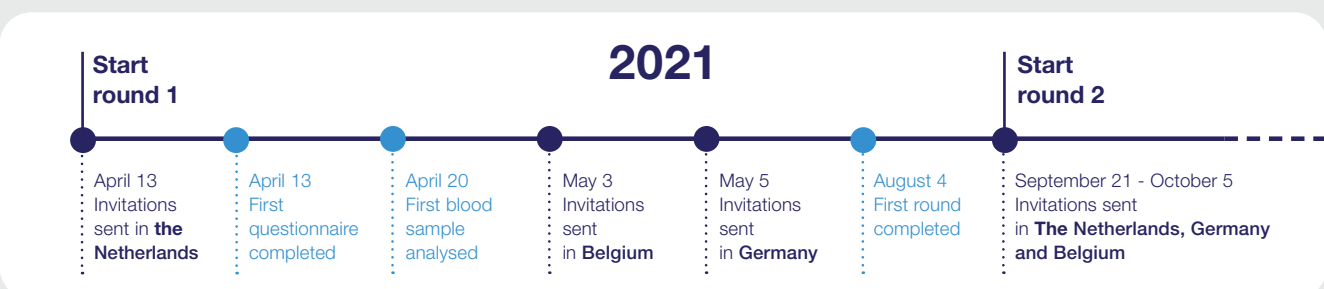 2021
Start
round 1
Start
round 2
April 13
Invitations
sent in the
Netherlands
April 13
First
questionnaire
completed
April 20
First blood
sample
analysed
May 3
Invitations
sent
in Belgium
May 5
Invitations
sent
in Germany
August 4
First round
completed
September 21 - October 5
Invitations sent
in The Netherlands, Germany
and Belgium